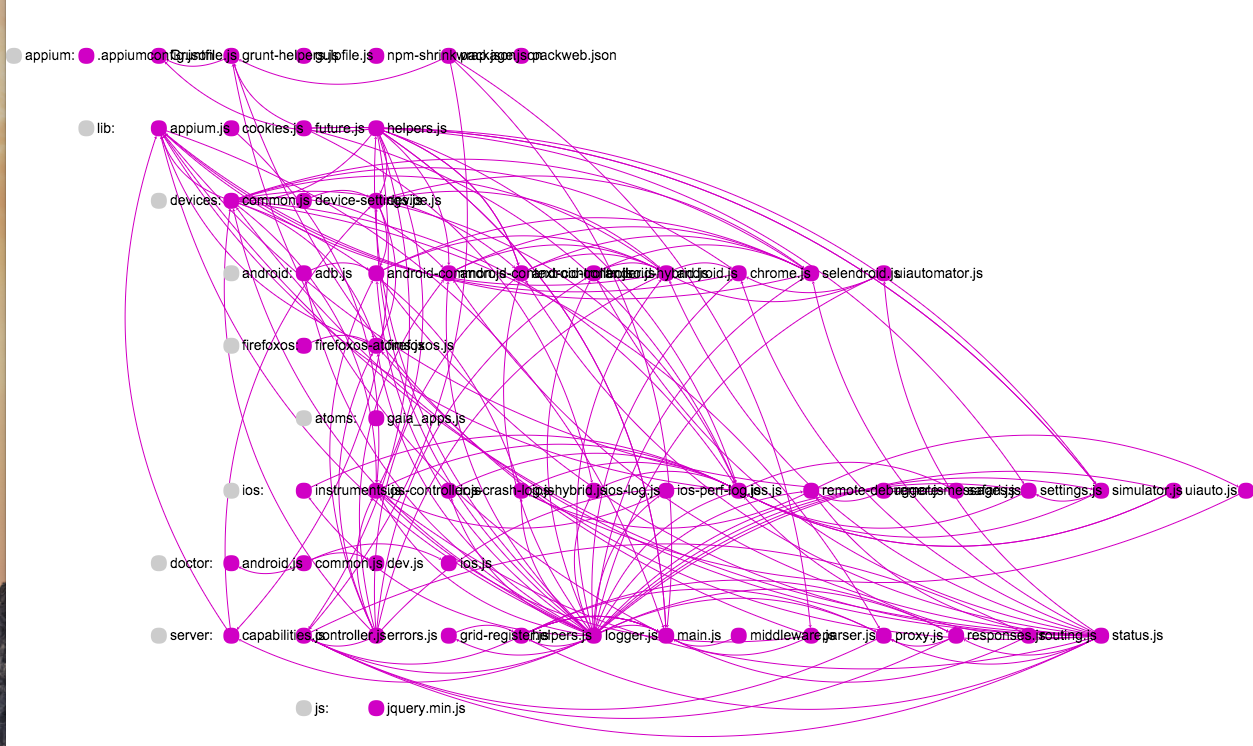 appium: .appiumconfig.json Gruntfile.js grunt-helpers.js gulpfile.js npm-shrinkwrap.json package.json packweb.json
lib: appium.js cookies.js future.js helpers.js
devices: common.js device-settings.js device.js
android: adb.js android-common.js android-hybrid.js android.js chrome.js selendroid.js uiautomator.js
firefoxos: firefoxos-atoms.js firefoxos.js
atoms: gaia_apps.js
ios: instruments.js ios-controller.js ios-crash-log.js ios-hybrid.js ios-log.js ios-perf-log.js ios.js remote-debugger.js safari.js settings.js simulator.js uiauto.js
doctor: android.js common.js dev.js ios.js
server: capabilities.js controller.js errors.js grid-register.js helpers.js logger.js main.js middleware.js parser.js proxy.js responses.js routing.js status.js
js: jquery.min.js